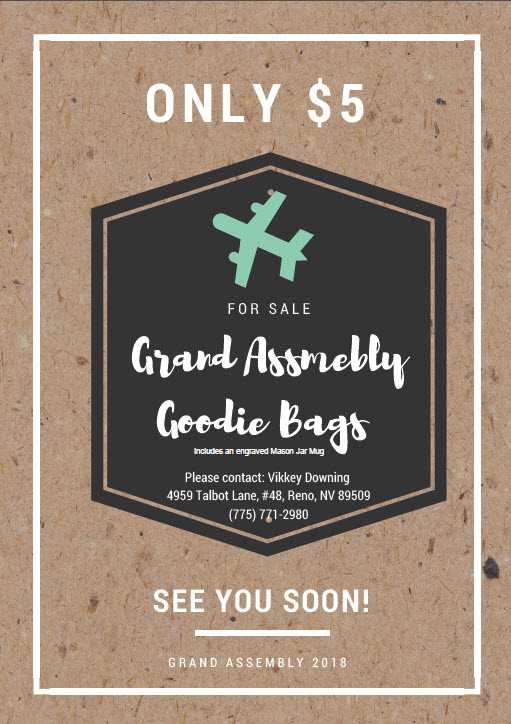 ONLY $5
FOR SALE
Grand Assmebly
Goodie Bags
Includes an engraved Mason Jar Mug
Please contact: Vikkey Downing
4959 Talbot Lane, #48, Reno, NV 89509
(775) 771-2980
SEE YOU SOON!
GRAND ASSEMBLY 2018